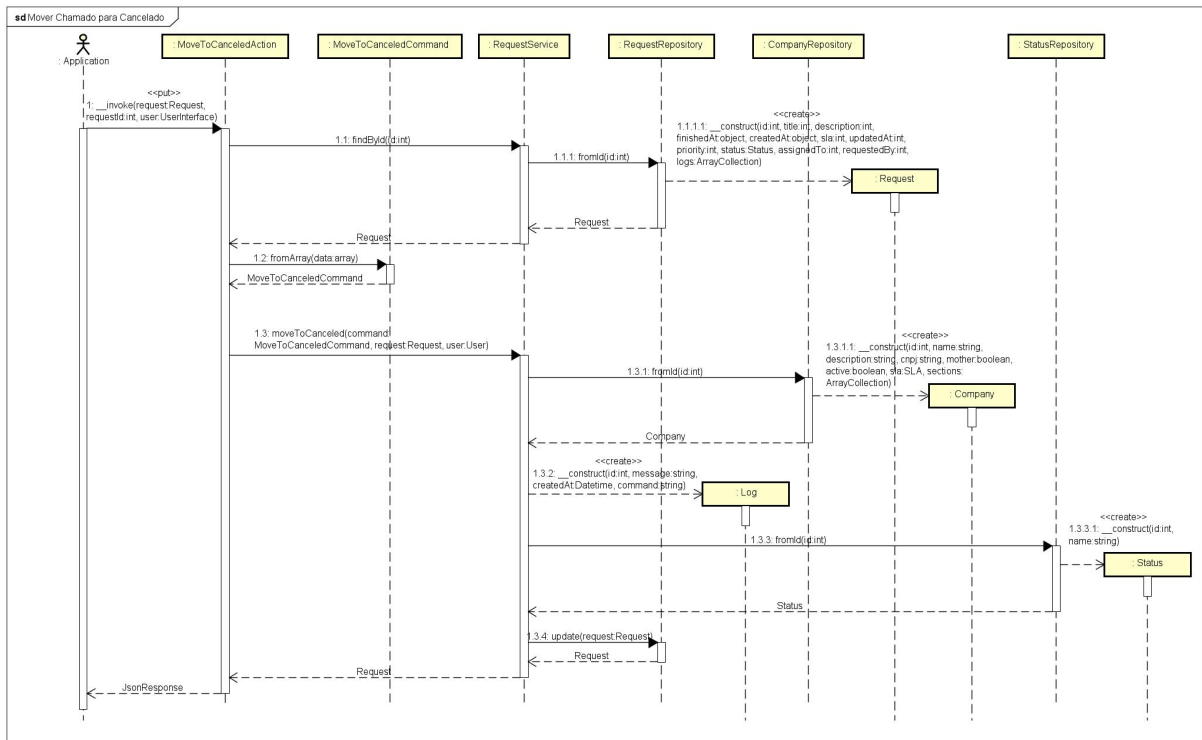 sd Mover Chamado para Cancelado
: Application
: MoveToCanceledAction
: MoveToCanceledCommand
: RequestService
: RequestRepository
: CompanyRepository
: StatusRepository
<<put>>
1: __invoke(request:Request,
requestId:int, user:UserInterface)
1.1: findById(id:int)
1.1.1: fromId(id:int)
<<create>>
1.1.1.1: __construct(id:int, title:int, description:int,
finishedAt:object, createdAt:object, sla:int, updatedAt:int,
priority:int, status:Status, assignedTo:int, requestedBy:int,
logs:ArrayCollection)
: Request
Request
Request
1.2: fromArray(data:array)
MoveToCanceledCommand
1.3: moveToCanceled(command:
MoveToCanceledCommand, request:Request, user:User)
1.3.1: fromId(id:int)
<<create>>
1.3.1.1: __construct(id:int, name:string,
description:string, cnpj:string, mother:boolean,
active:boolean, sla:SLA, sections:
ArrayCollection)
: Company
Company
<<create>>
1.3.2: __construct(id:int, message:string,
createdAt:Datetime, command:string)
: Log
1.3.3: fromId(id:int)
<<create>>
1.3.3.1: __construct(id:int,
name:string)
: Status
Status
1.3.4: update(request:Request)
Request
Request
JsonResponse